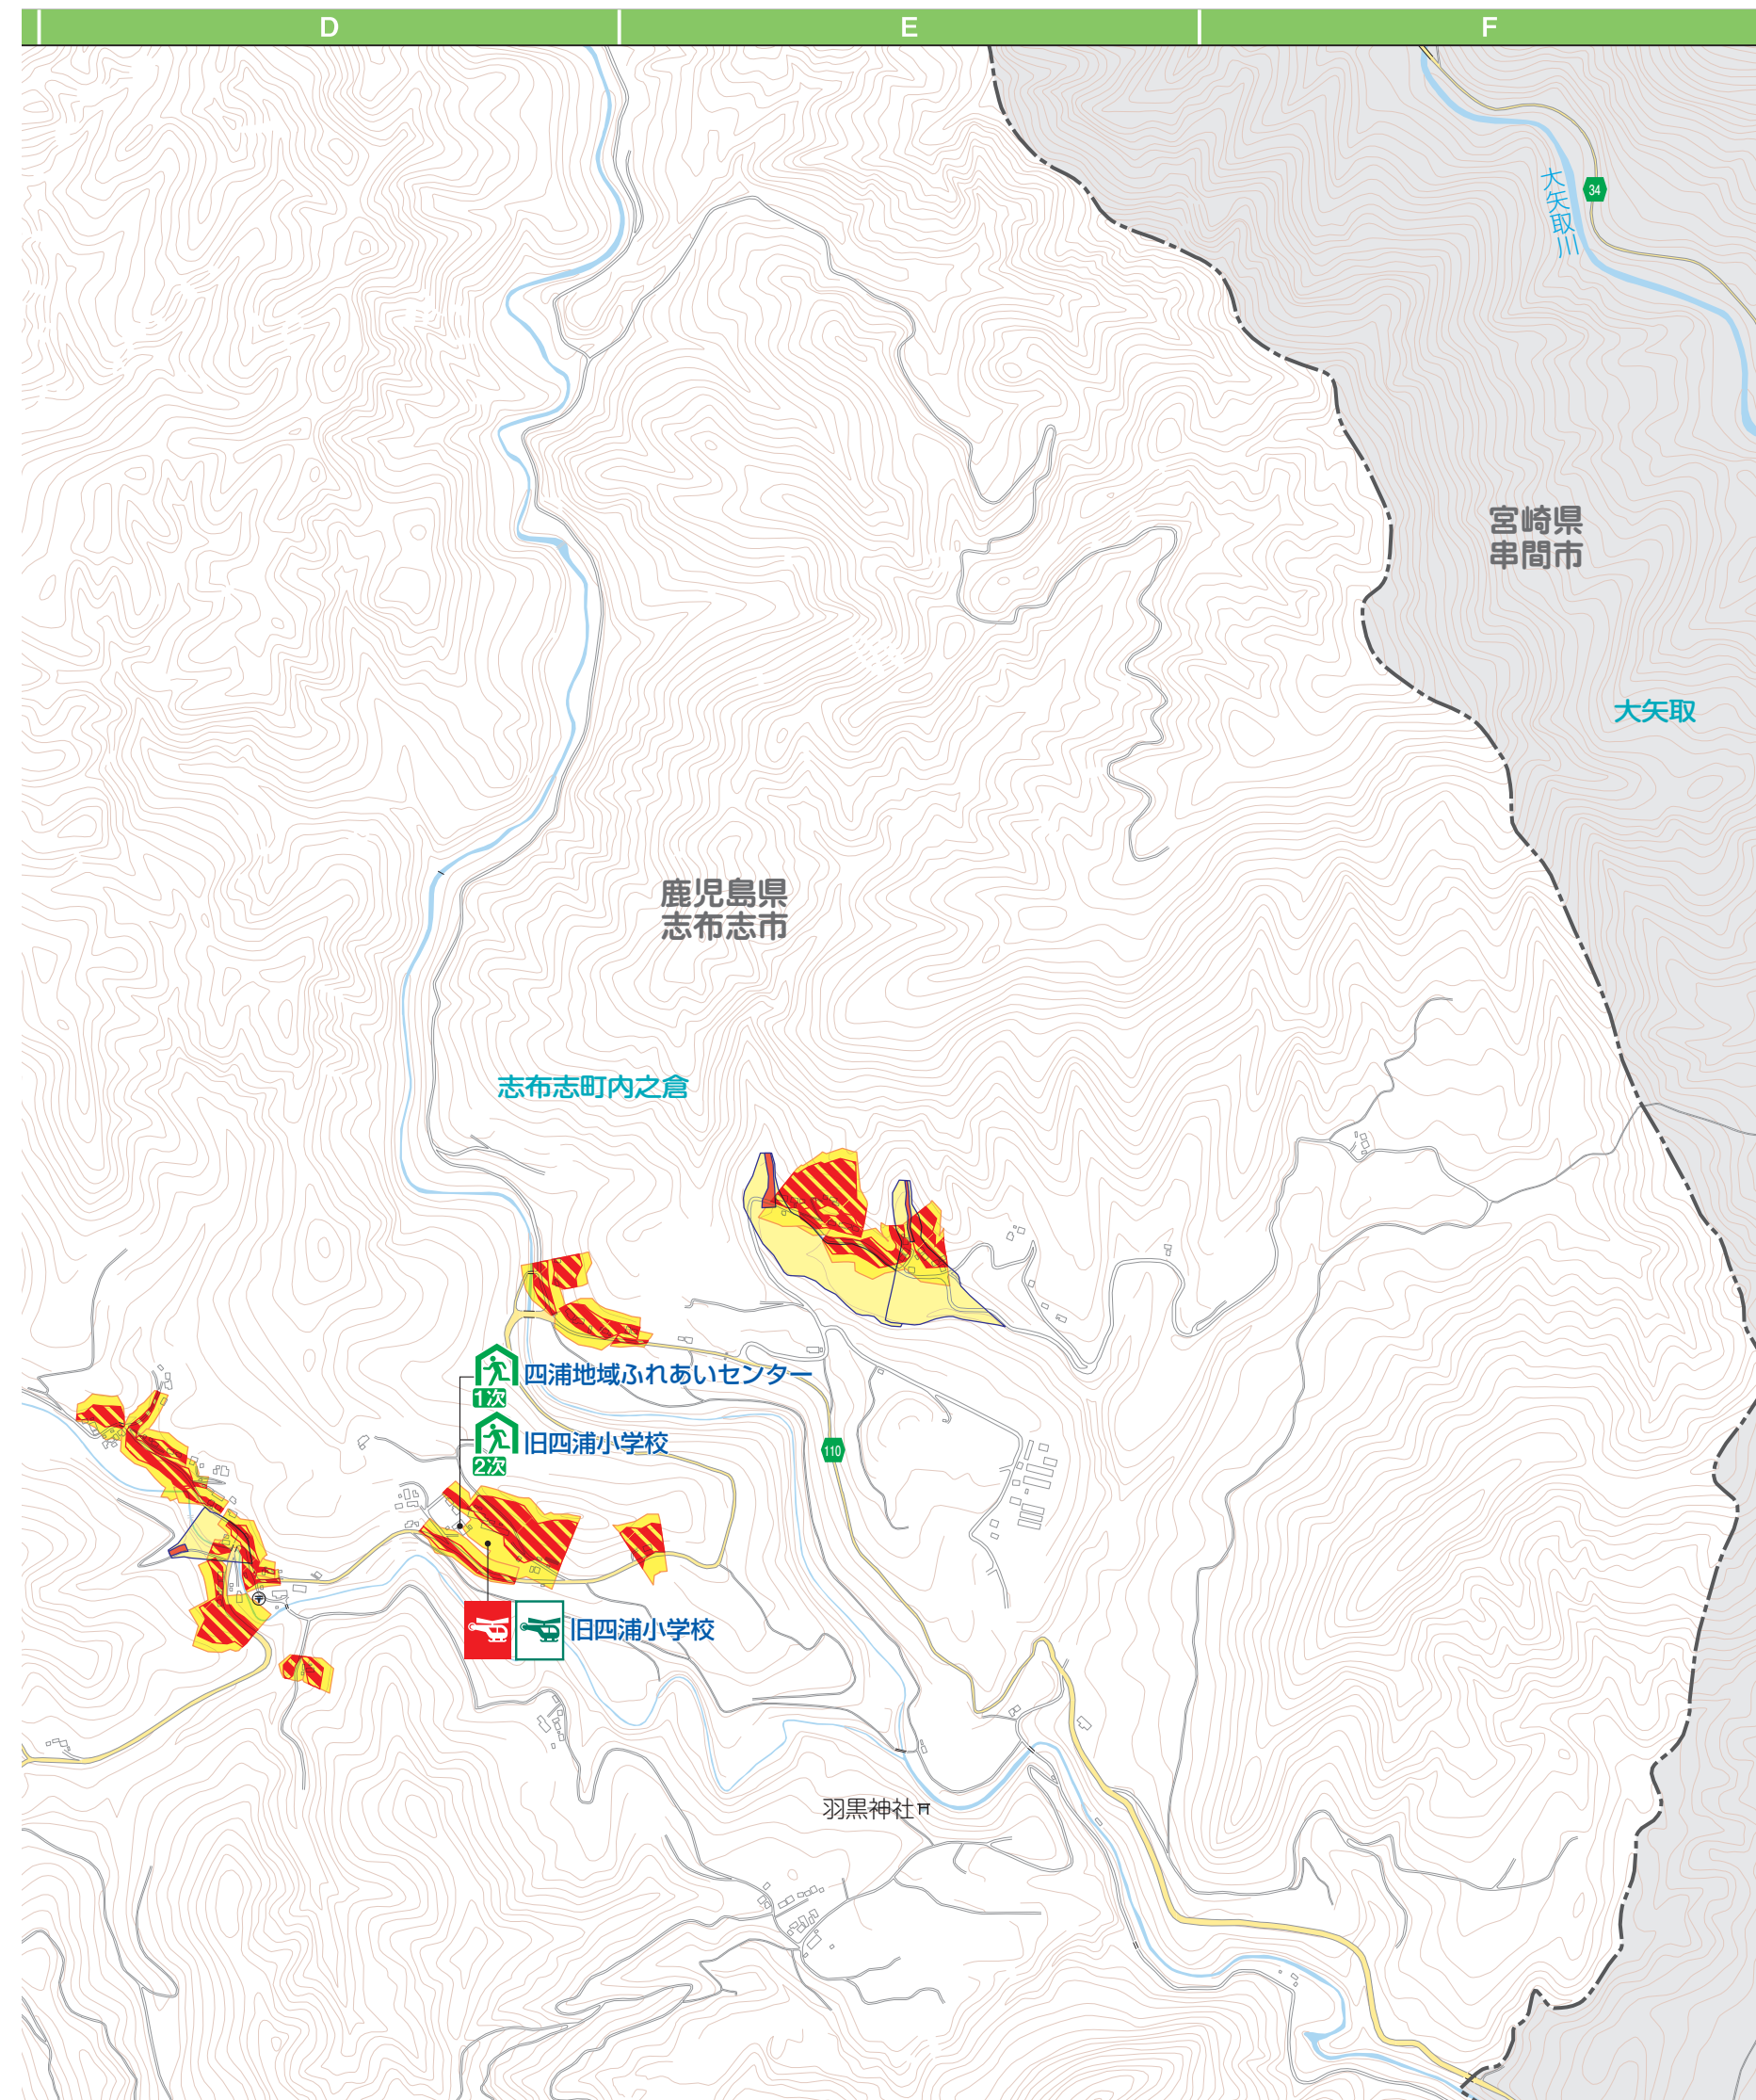 D
E
F
34
大矢取川
宮崎県
串間市
大矢取
鹿児島県
志布志市
志布志町内之倉
四浦地域ふれあいセンター
1次
旧四浦小学校
2次
110
旧四浦小学校
羽黒神社